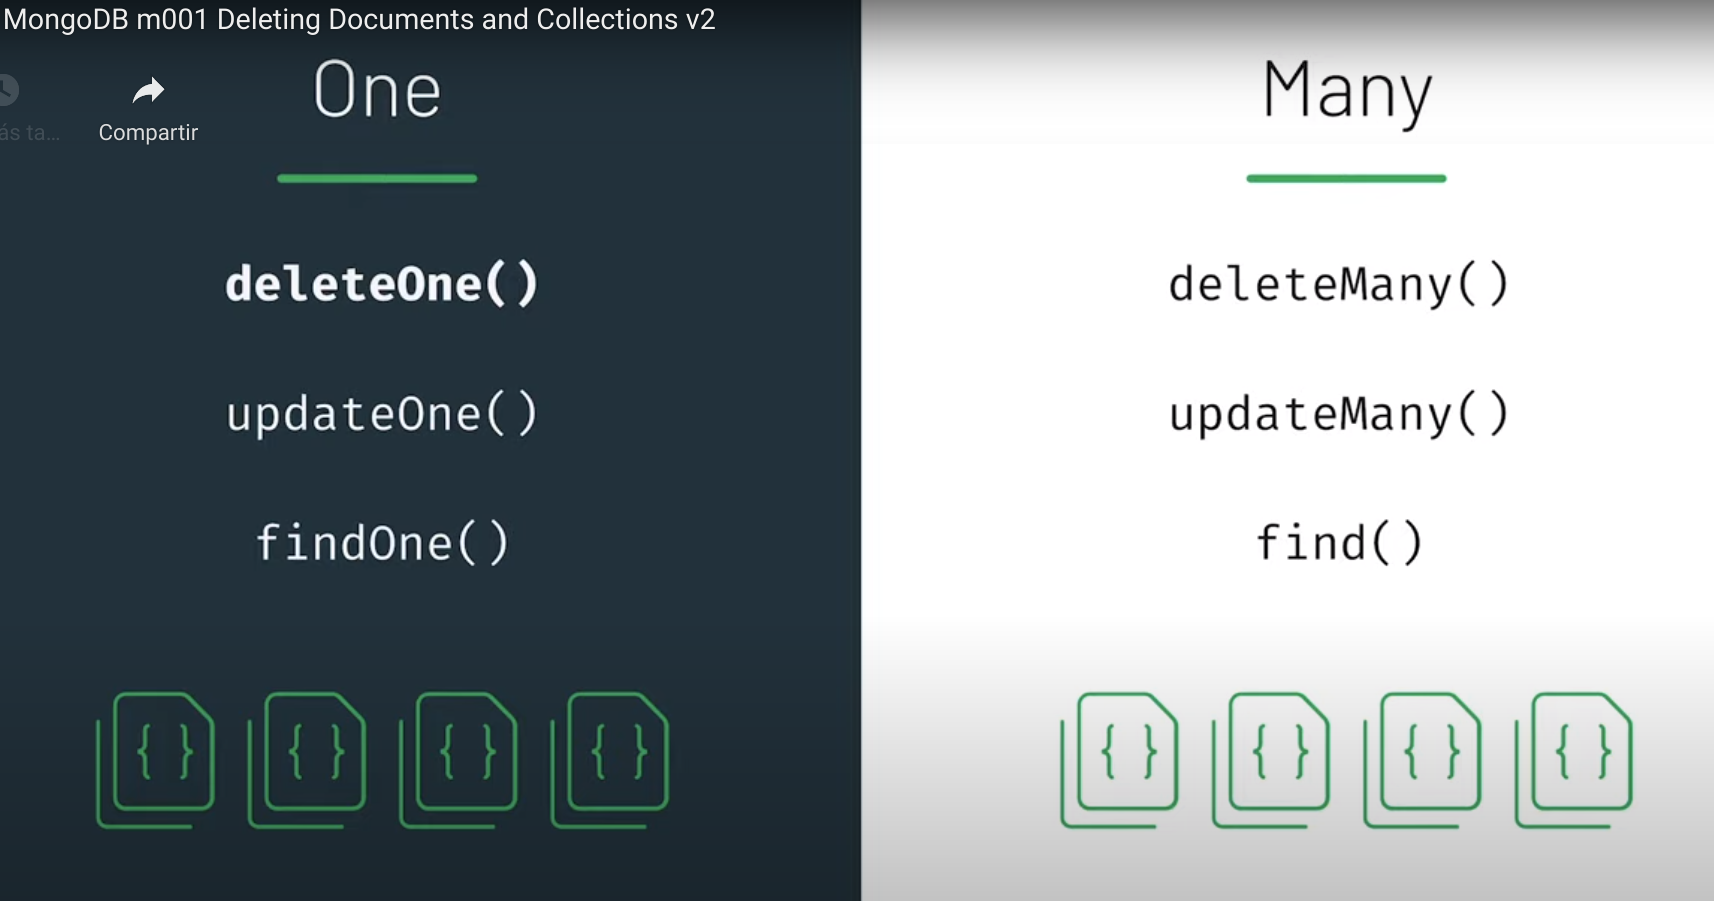 MongoDB m001 Deleting Documents and Collections v2
ás ta...
Compartir
One
deleteOne()
updateOne()
findOne()
{ } { } { } { }
Many
deleteMany()
updateMany()
find()
{ } { } { } { }